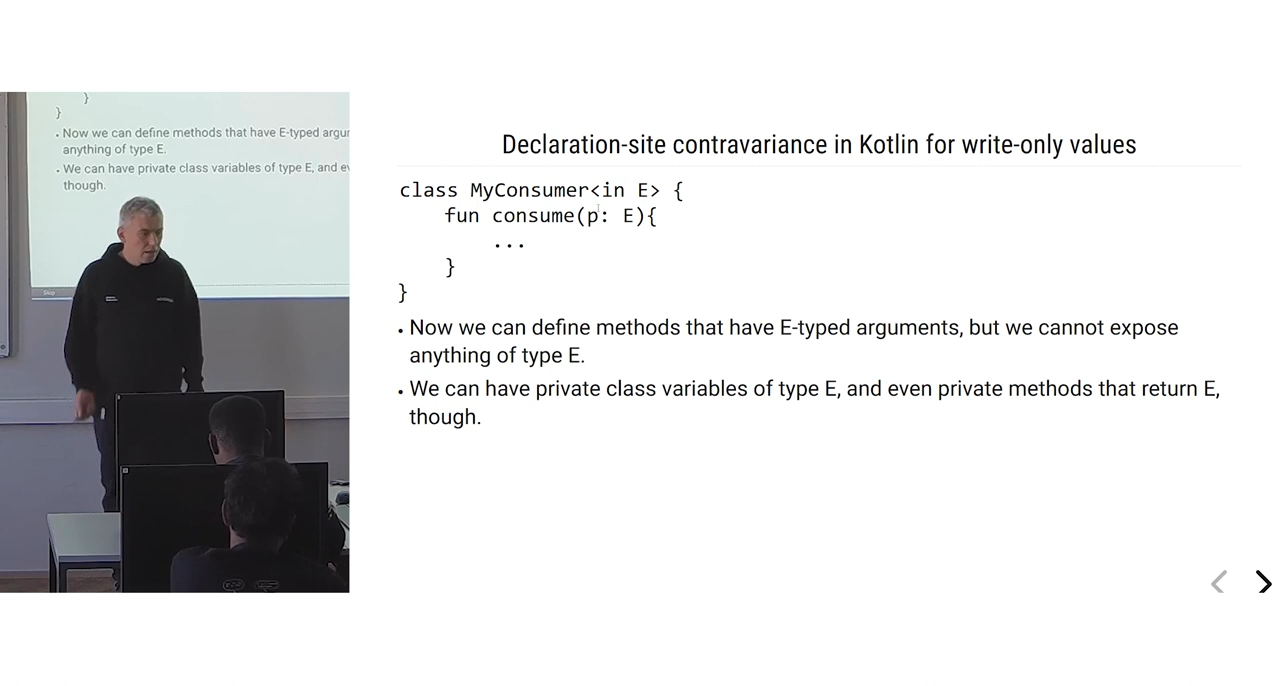 }
}
. Now we can define methods that have E-typed argur
anything of type E.
. We can have private class variables of type E, and ev
though.
Skip
Declaration-site contravariance in Kotlin for write-only values
class MyConsumer<in E> {
fun consume(p: E){
...
}
}
• Now we can define methods that have E-typed arguments, but we cannot expose
anything of type E.
• We can have private class variables of type E, and even private methods that return E,
though.